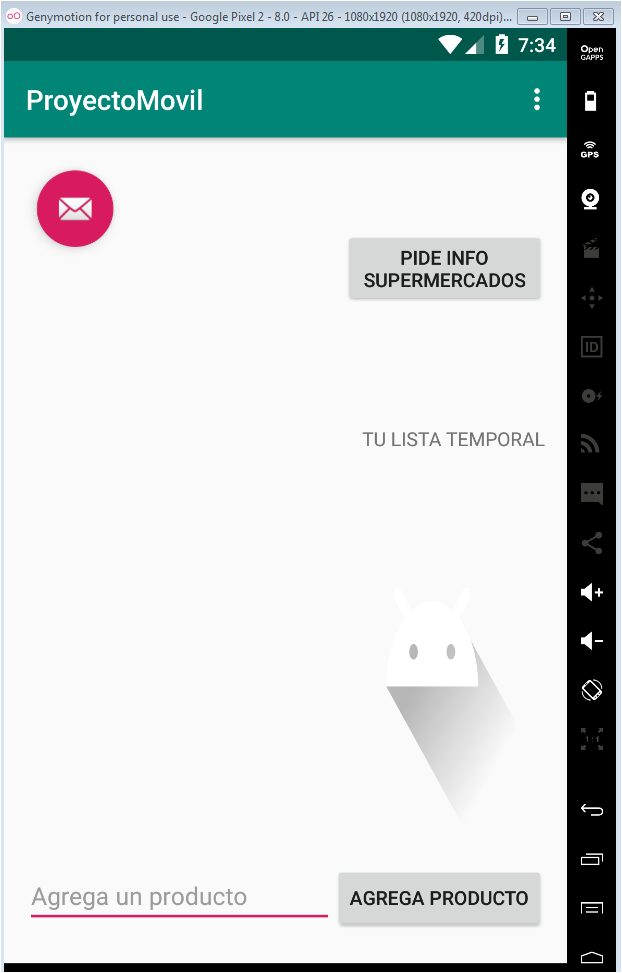 Genymotion for personal use - Google Pixel 2 - 8.0 - API 26 - 1080x1920 (1080x1920, 420dpi)...
7:34
Open
GAPPS
ProyectoMovil
GPS
PIDE INFO
SUPERMERCADOS
ID
TU LISTA TEMPORAL
1:1
Agrega un producto
AGREGA PRODUCTO